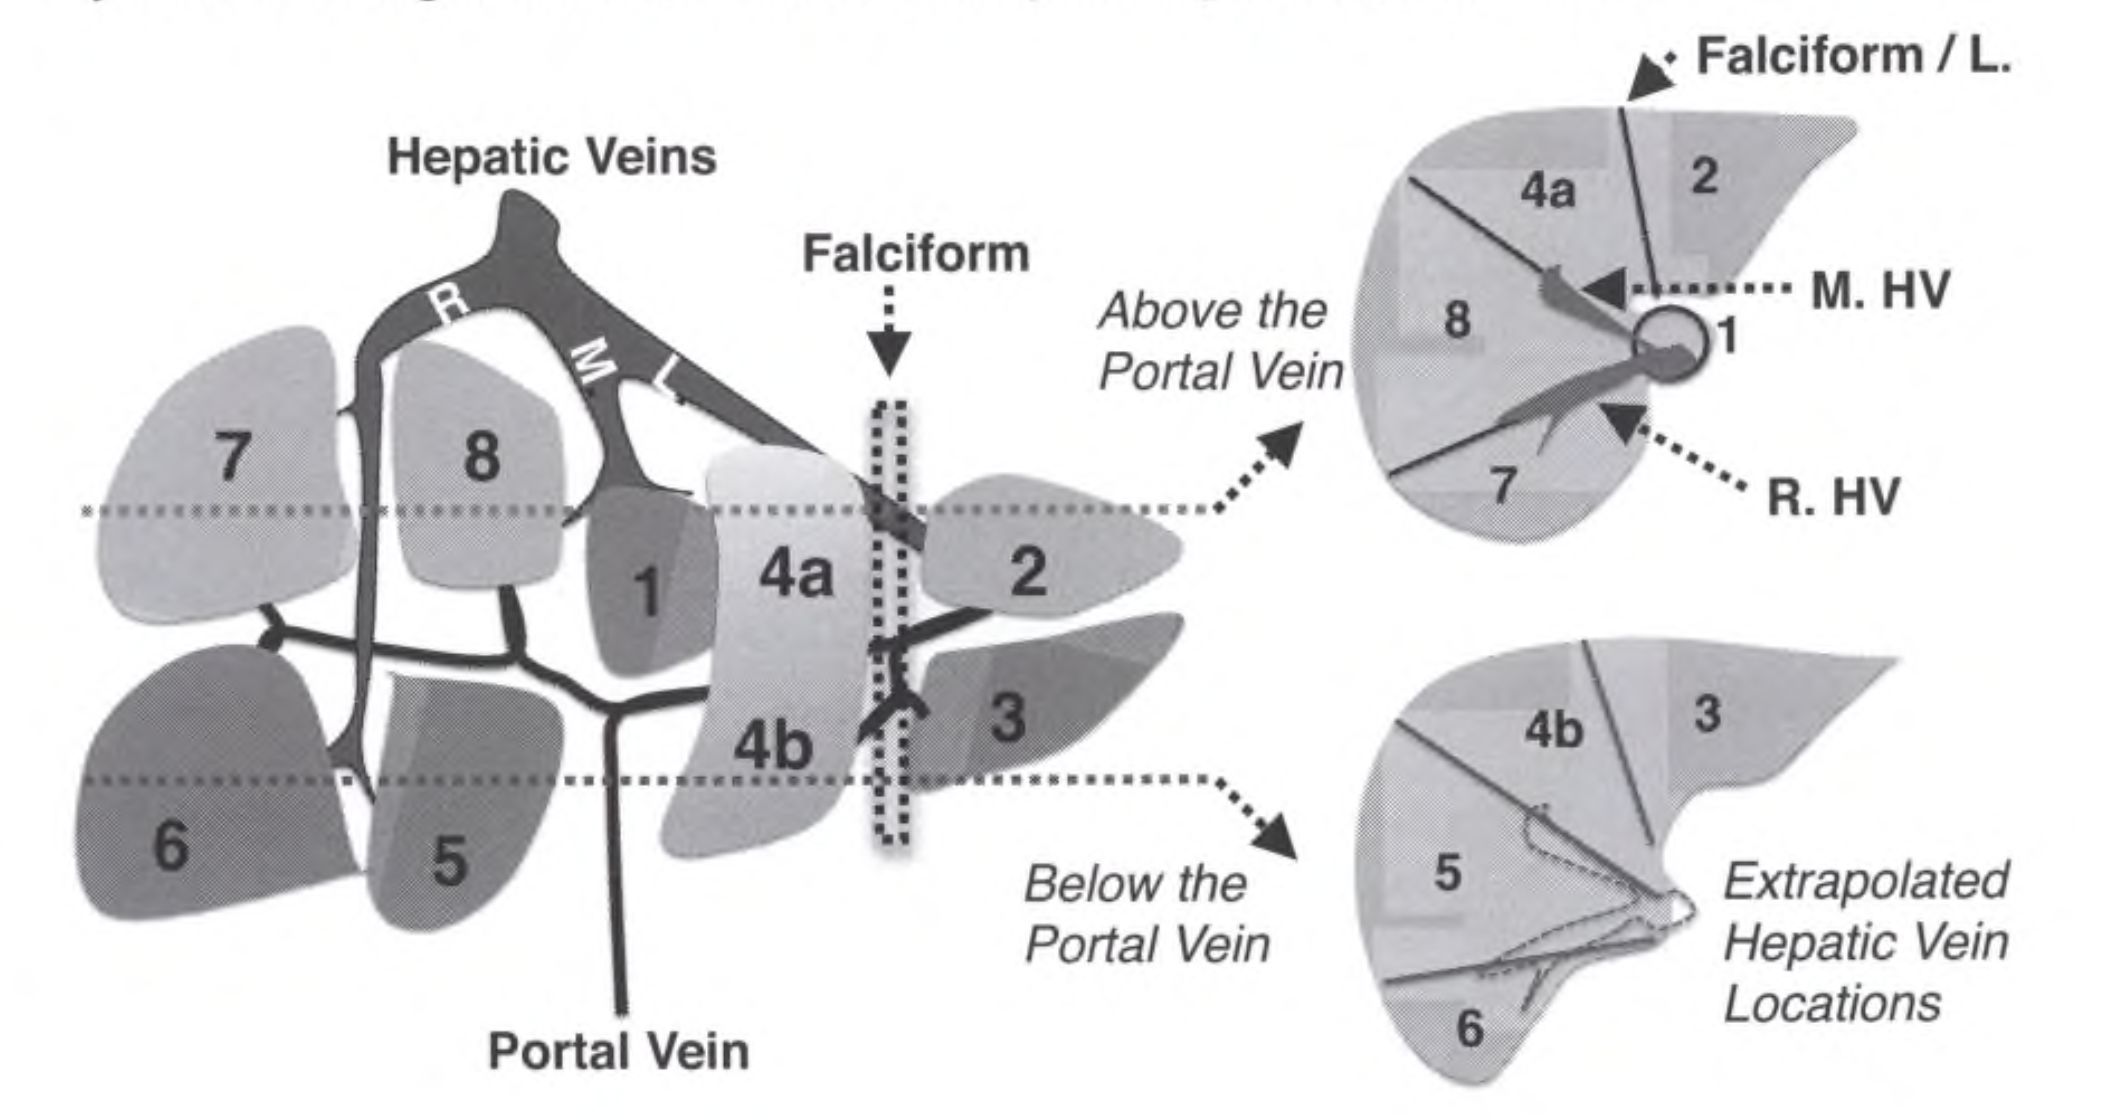 Hepatic Veins
Falciform
R
M
L
7
8
1
4a
2
4b
3
6
5
Portal Vein
Above the
Portal Vein
Falciform / L.
4a
2
8
M. HV
1
7
R. HV
Below the
Portal Vein
4b
3
5
6
Extrapolated
Hepatic Vein
Locations